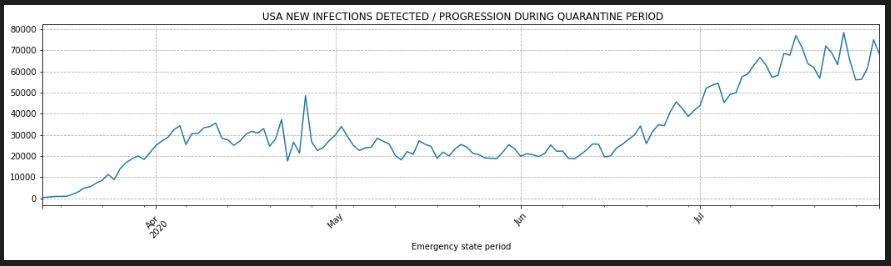 USA NEW INFECTIONS DETECTED / PROGRESSION DURING QUARANTINE PERIOD
80000
70000
60000
50000
40000
30000
20000
10000
0
Apr
2020
May
Jun
Jul
Emergency state period